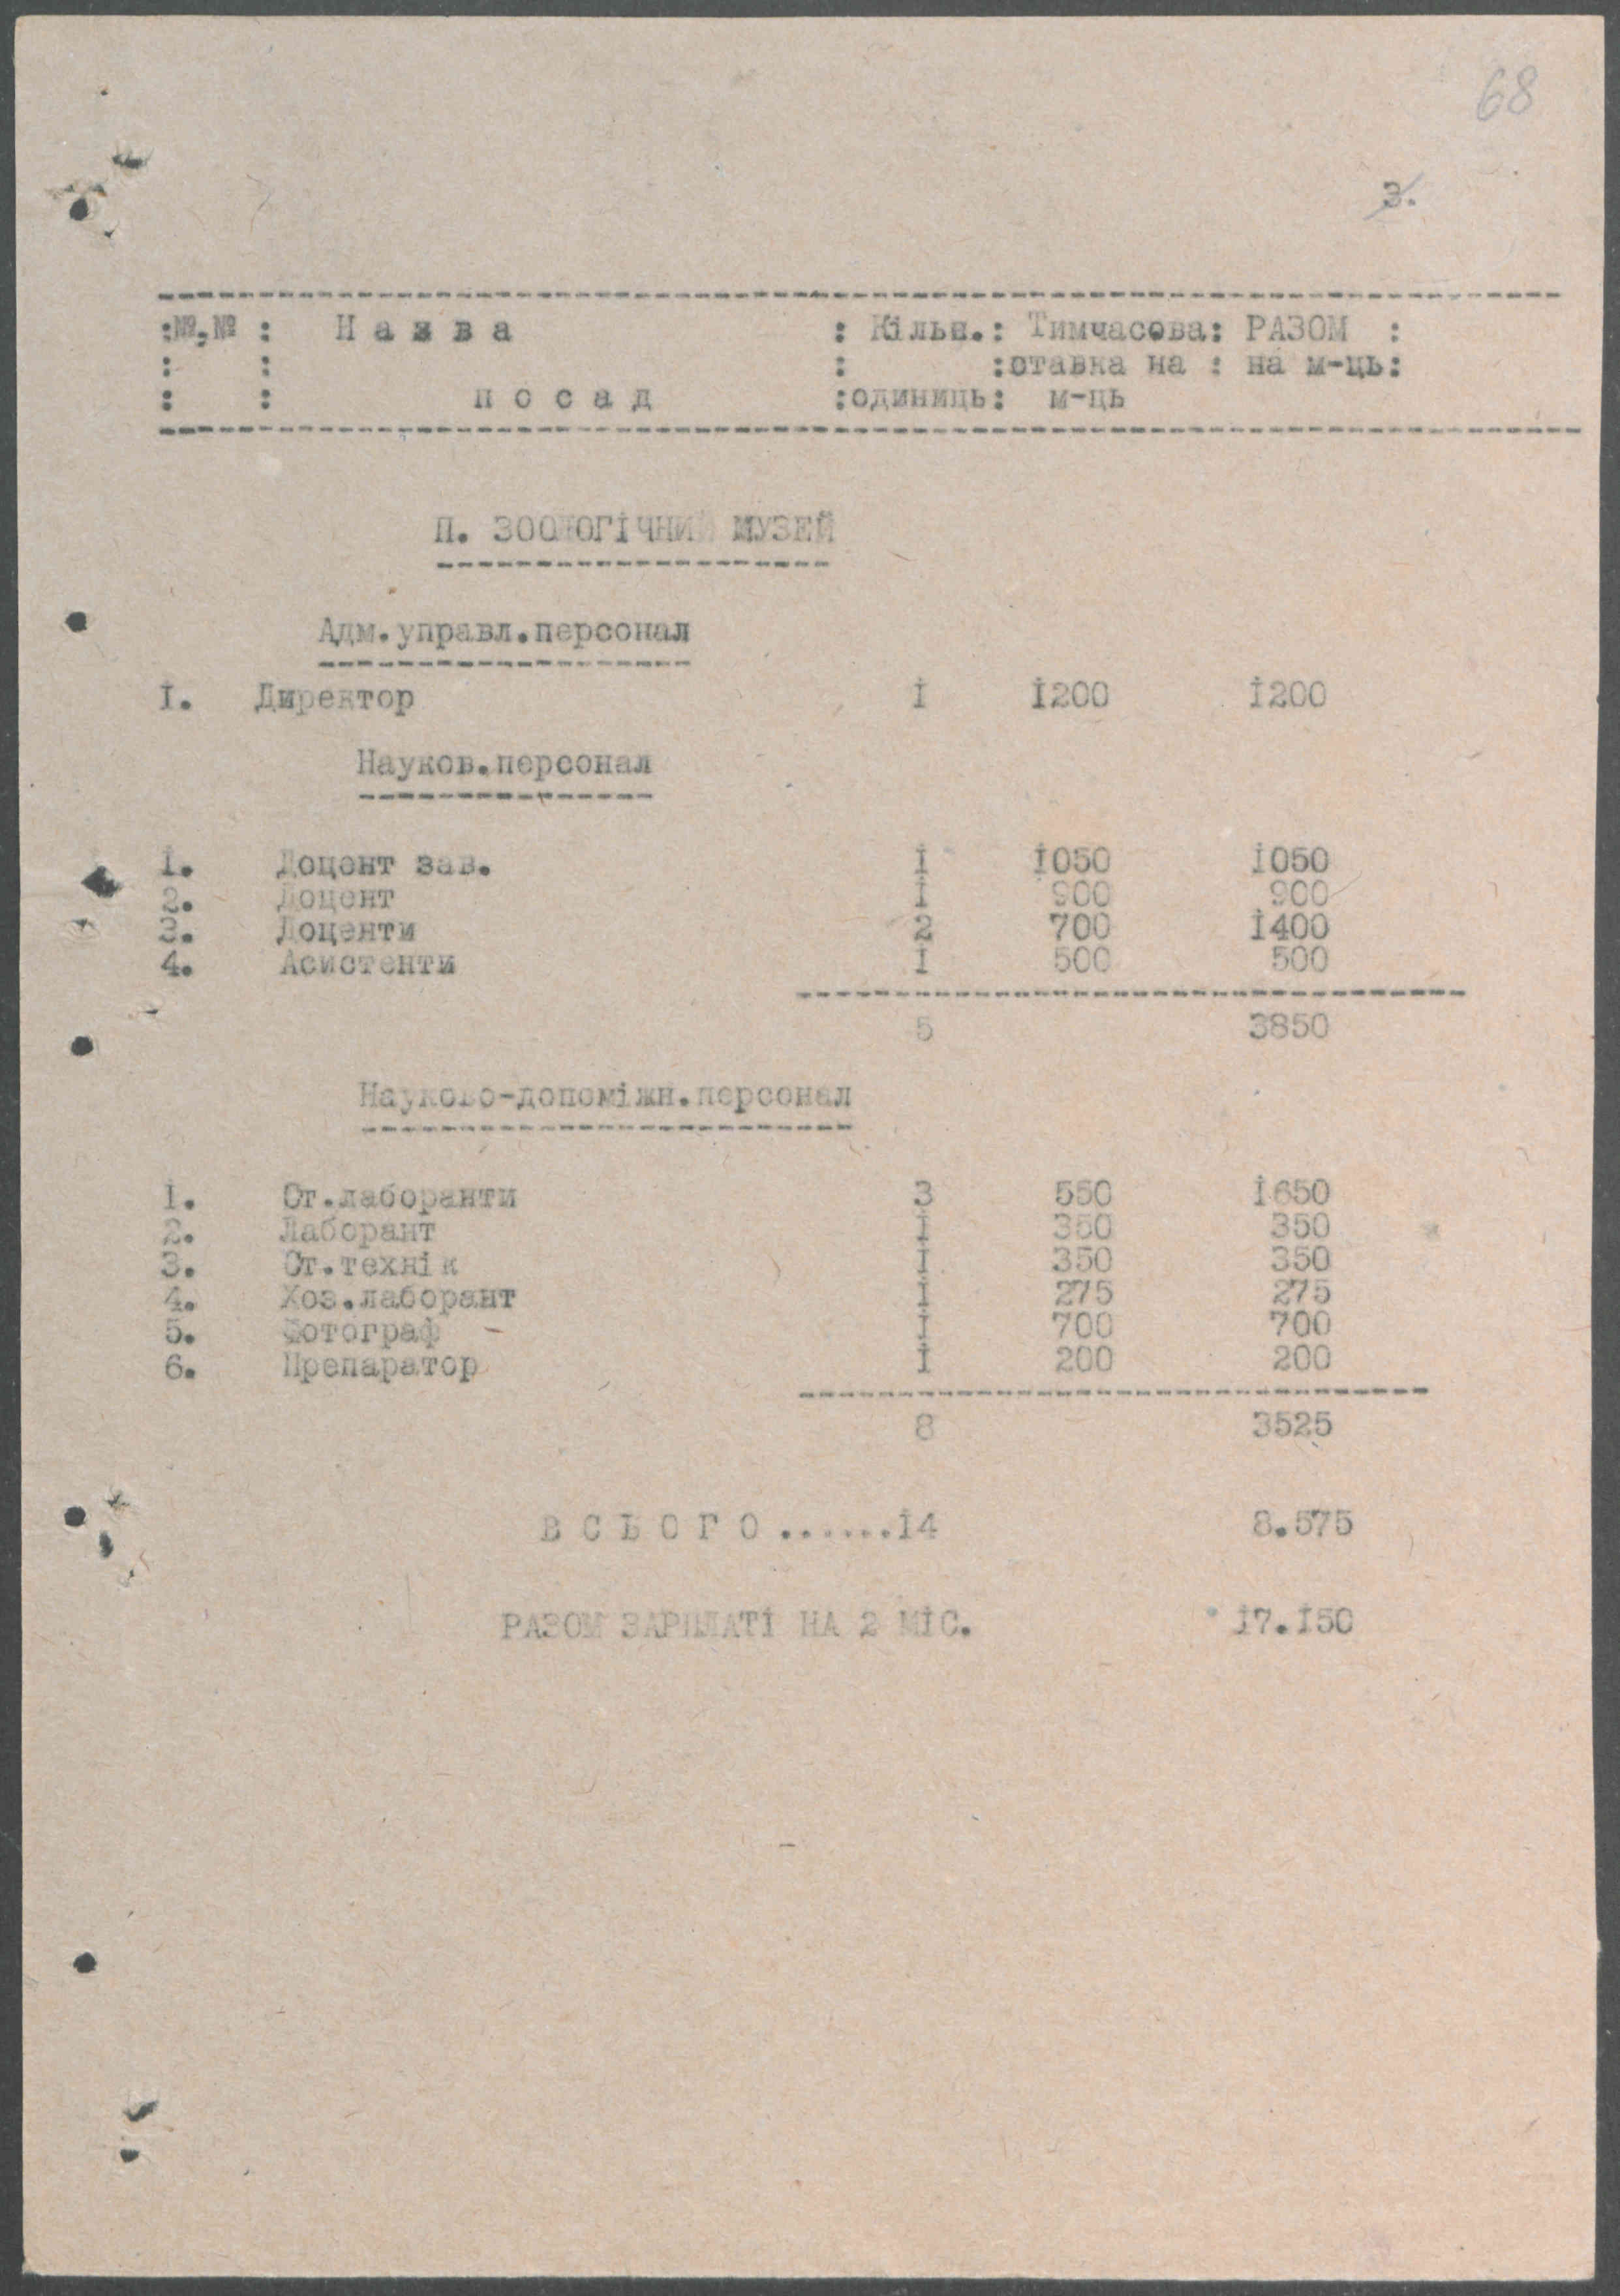 68
3.
:№.№ : Н а з в а : Кільк.: Тимчасова: РАЗОМ :
: : : :ставка на : на м-ць:
: : п о с а д :одиниць: м-ць
П. ЗООЛОГІЧНИЙ МУЗЕЙ
Адм.управл.персонал
І. Директор І І200 І200
Науков.персонал
І. Доцент зав. І І050 І050
2. Доцент І 900 900
3. Доценти 2 700 І400
4. Асистенти І 500 500
5 3850
Науково-допоміжн.персонал
І. Ст.лаборанти 3 550 І650
2. Лаборант І 350 350
3. Ст.технік І 350 350
4. Хоз.лаборант І 275 275
5. Фотограф - І 700 700
6. Препаратор І 200 200
8 3525
В С Ь О Г О .......І4 8.575
РАЗОМ ЗАРПЛАТІ НА 2 МІС. І7.І50